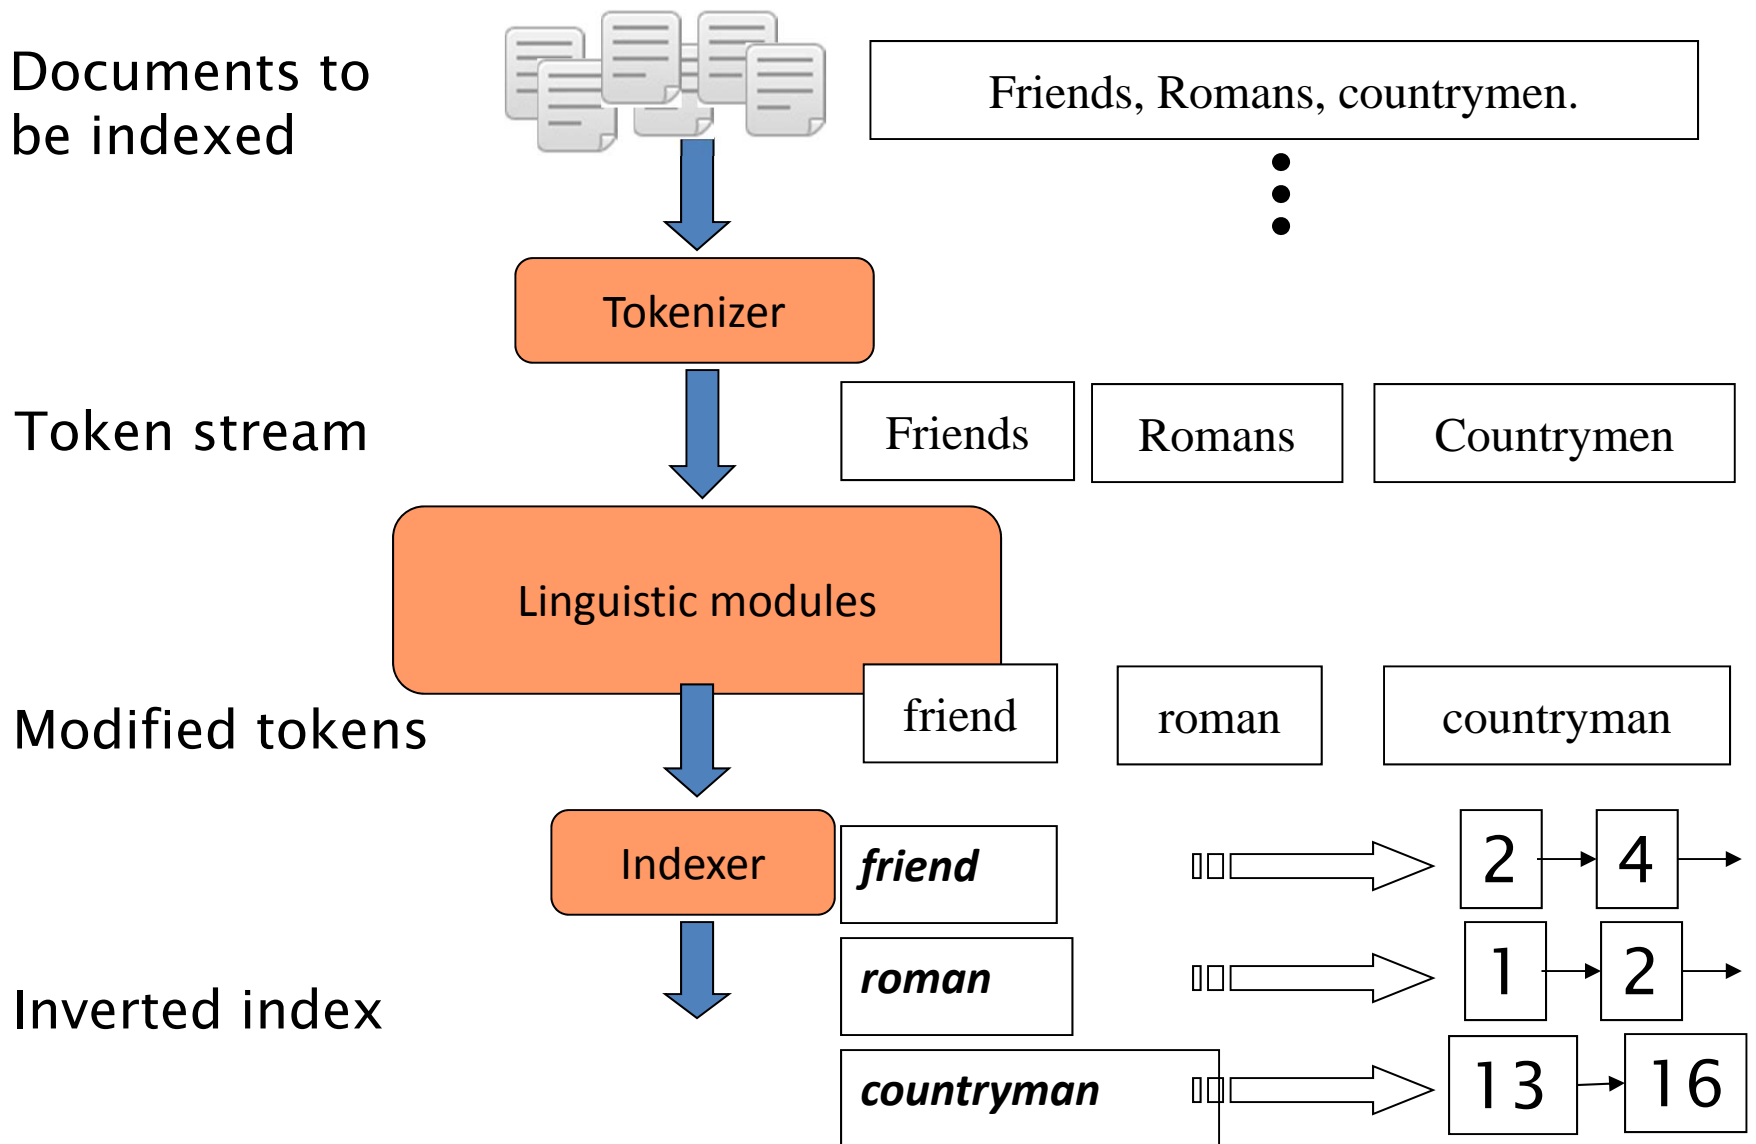 Documents to
be indexed
Friends, Romans, countrymen.
Tokenizer
Token stream
Friends
Romans
Countrymen
Linguistic modules
Modified tokens
friend
roman
countryman
Indexer
friend
2
4
roman
1
2
Inverted index
countryman
13
16